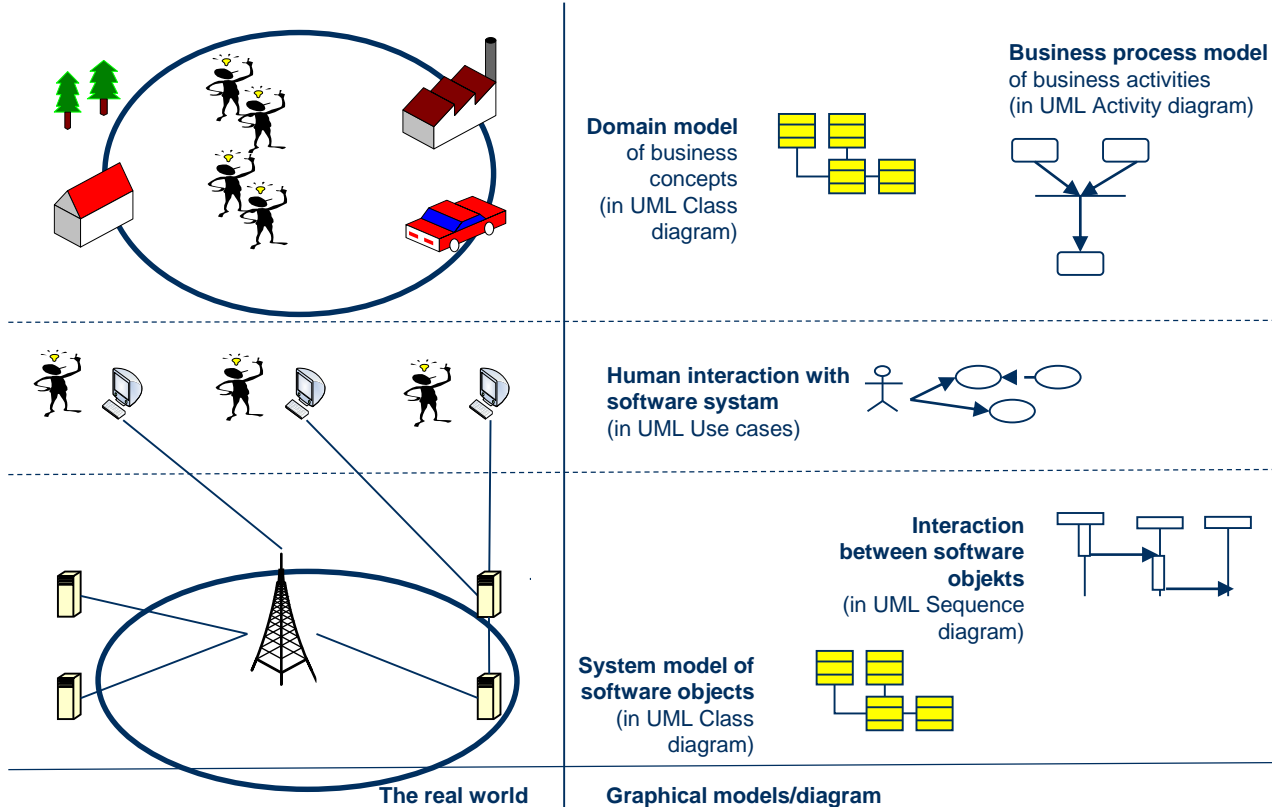 Business process model
of business activities
(in UML Activity diagram)
Domain model
of business
concepts
(in UML Class
diagram)
Human interaction with
software systam
(in UML Use cases)
Interaction
between software
objekts
(in UML Sequence
diagram)
System model of
software objects
(in UML Class
diagram)
The real world
Graphical models/diagram